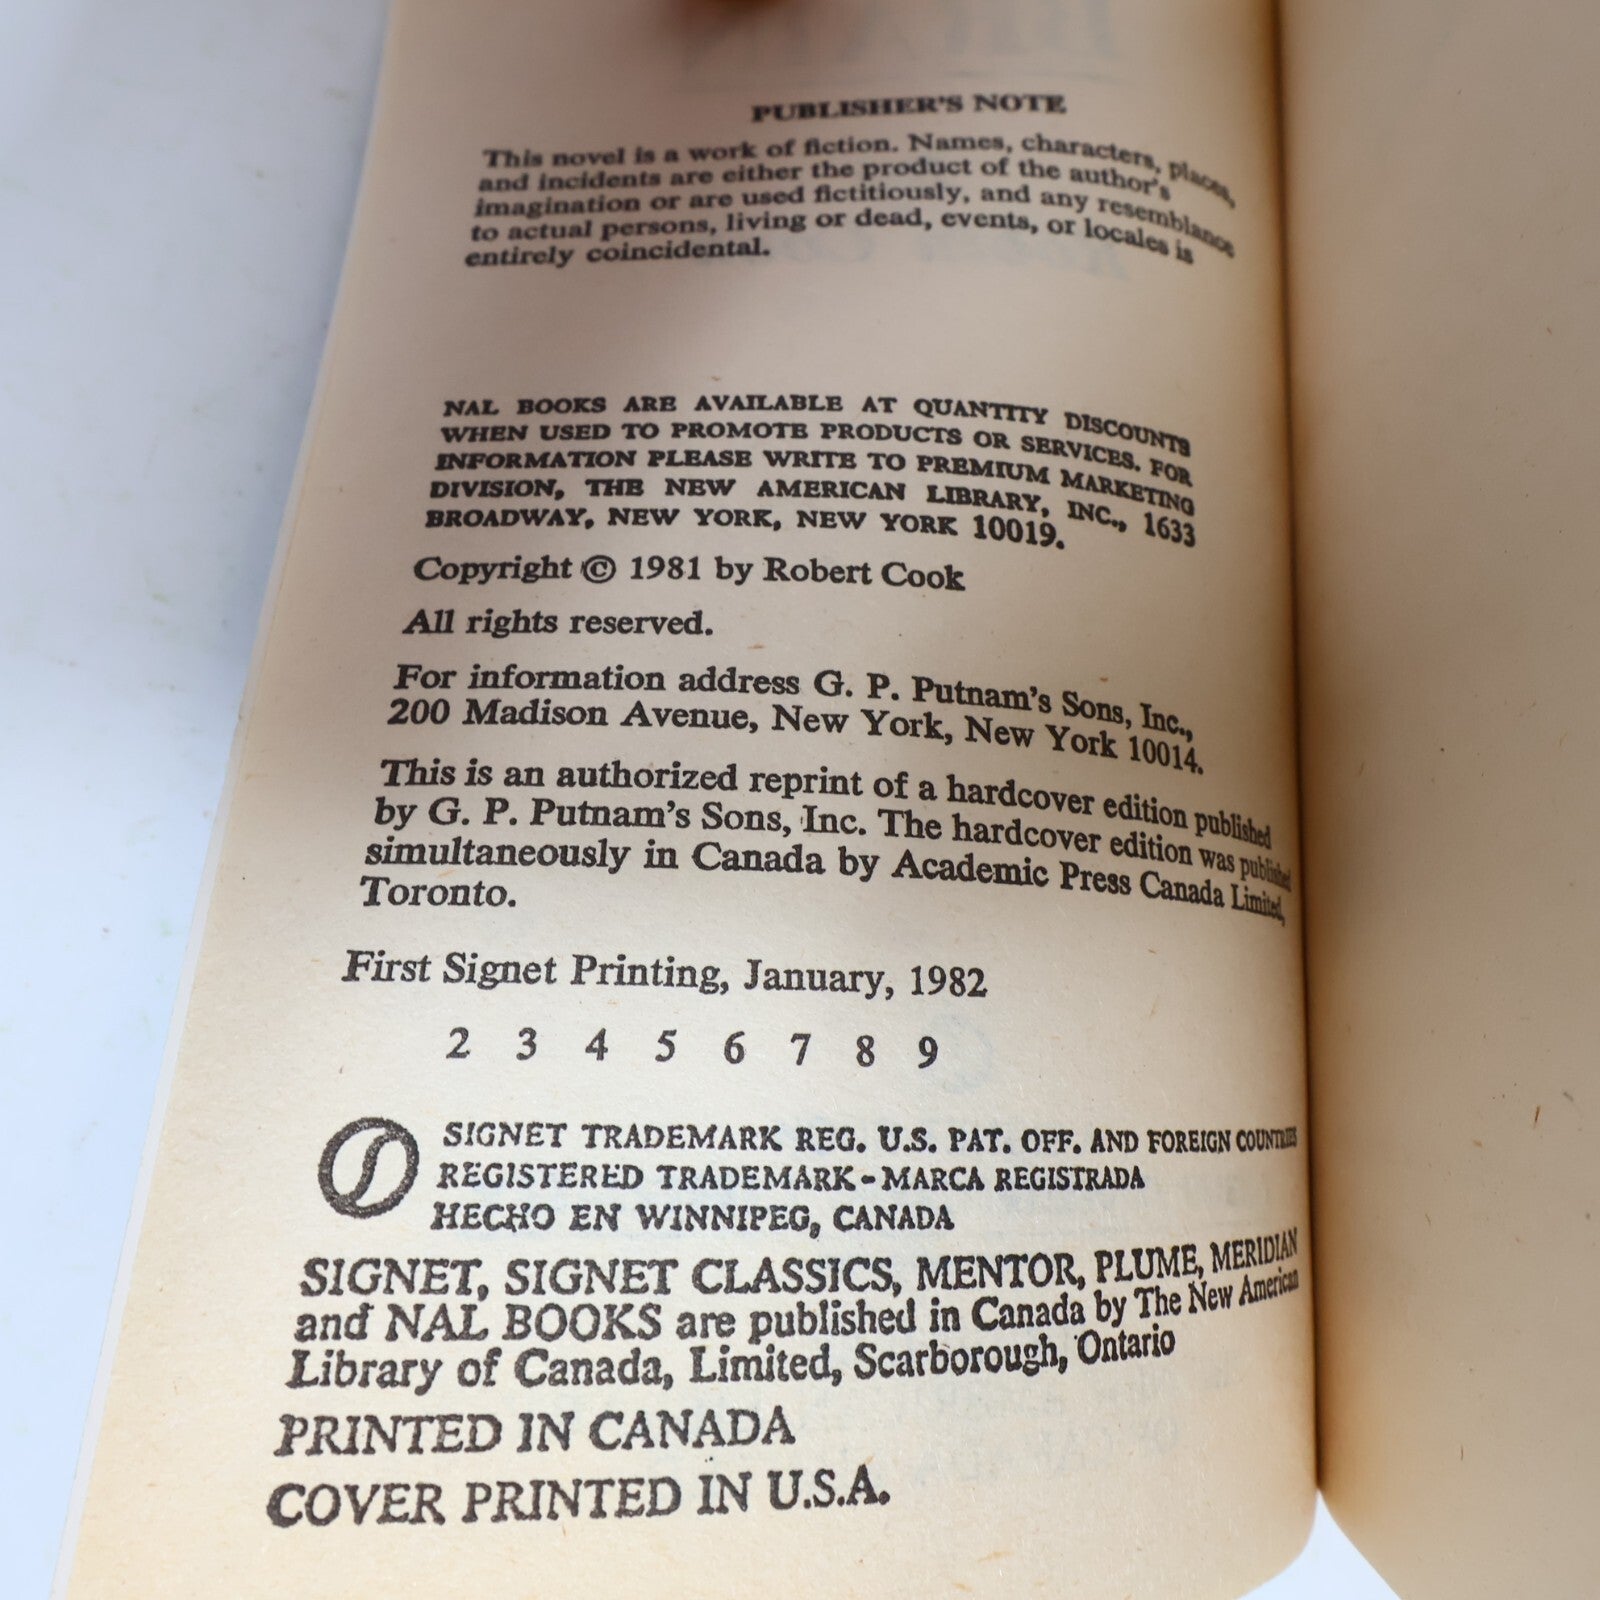 PUBLISHER'S NOTE
This novel is a work of fiction. Names, characters, places,
and incidents are either the product of the author's
imagination or are used fictitiously, and any resemblance
to actual persons, living or dead, events, or locales is
entirely coincidental.
NAL BOOKS ARE AVAILABLE AT QUANTITY DISCOUNTS
WHEN USED TO PROMOTE PRODUCTS OR SERVICES. FOR
INFORMATION PLEASE WRITE TO PREMIUM MARKETING
DIVISION, THE NEW AMERICAN LIBRARY, INC., 1633
BROADWAY, NEW YORK, NEW YORK 10019.
Copyright © 1981 by Robert Cook
All rights reserved.
For information address G. P. Putnam's Sons, Inc.,
200 Madison Avenue, New York, New York 10014.
This is an authorized reprint of a hardcover edition published
by G. P. Putnam's Sons, Inc. The hardcover edition was published
simultaneously in Canada by Academic Press Canada Limited,
Toronto.
First Signet Printing, January, 1982
2 3 4 5 6 7 8 9
SIGNET TRADEMARK REG. U.S. PAT. OFF. AND FOREIGN COUNTRIES
REGISTERED TRADEMARK - MARCA REGISTRADA
HECHO EN WINNIPEG, CANADA
SIGNET, SIGNET CLASSICS, MENTOR, PLUME, MERIDIAN
and NAL BOOKS are published in Canada by The New American
Library of Canada, Limited, Scarborough, Ontario
PRINTED IN CANADA
COVER PRINTED IN U.S.A.